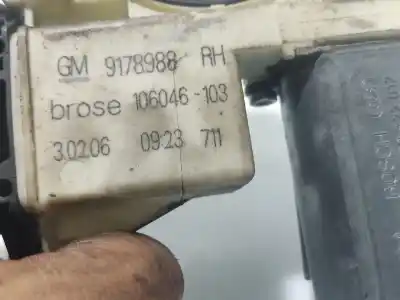 GM 9178988 RH
brose 106046-103
3.02.06 09:23 711